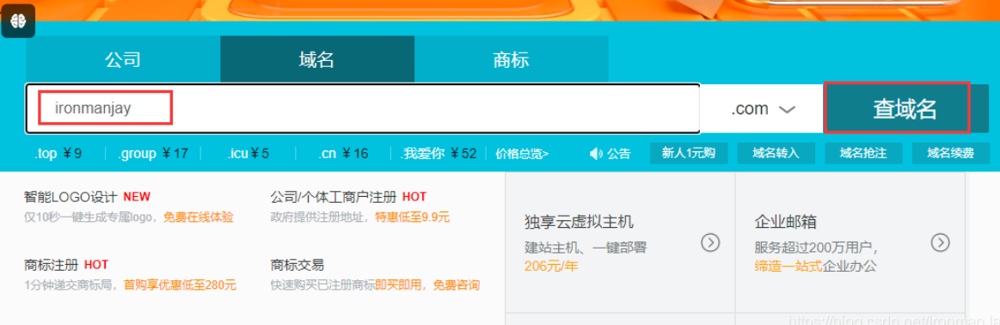 公司 域名 商标
ironmanjay .com 查域名
.top ¥9 .group ¥17 .icu ¥5 .cn ¥16 .我爱你 ¥52 价格总览> 公告 新人1元购 域名转入 域名抢注 域名续费
智能LOGO设计 NEW 公司/个体工商户注册 HOT
仅10秒一键生成专属logo，免费在线体验 政府提供注册地址，特惠低至9.9元
独享云虚拟主机 企业邮箱
建站主机、一键部署 服务超过200万用户，
206元/年 缔造一站式企业办公
商标注册 HOT 商标交易
1分钟递交商标局，首购享优惠低至280元 快速购买已注册商标即买即用，免费咨询